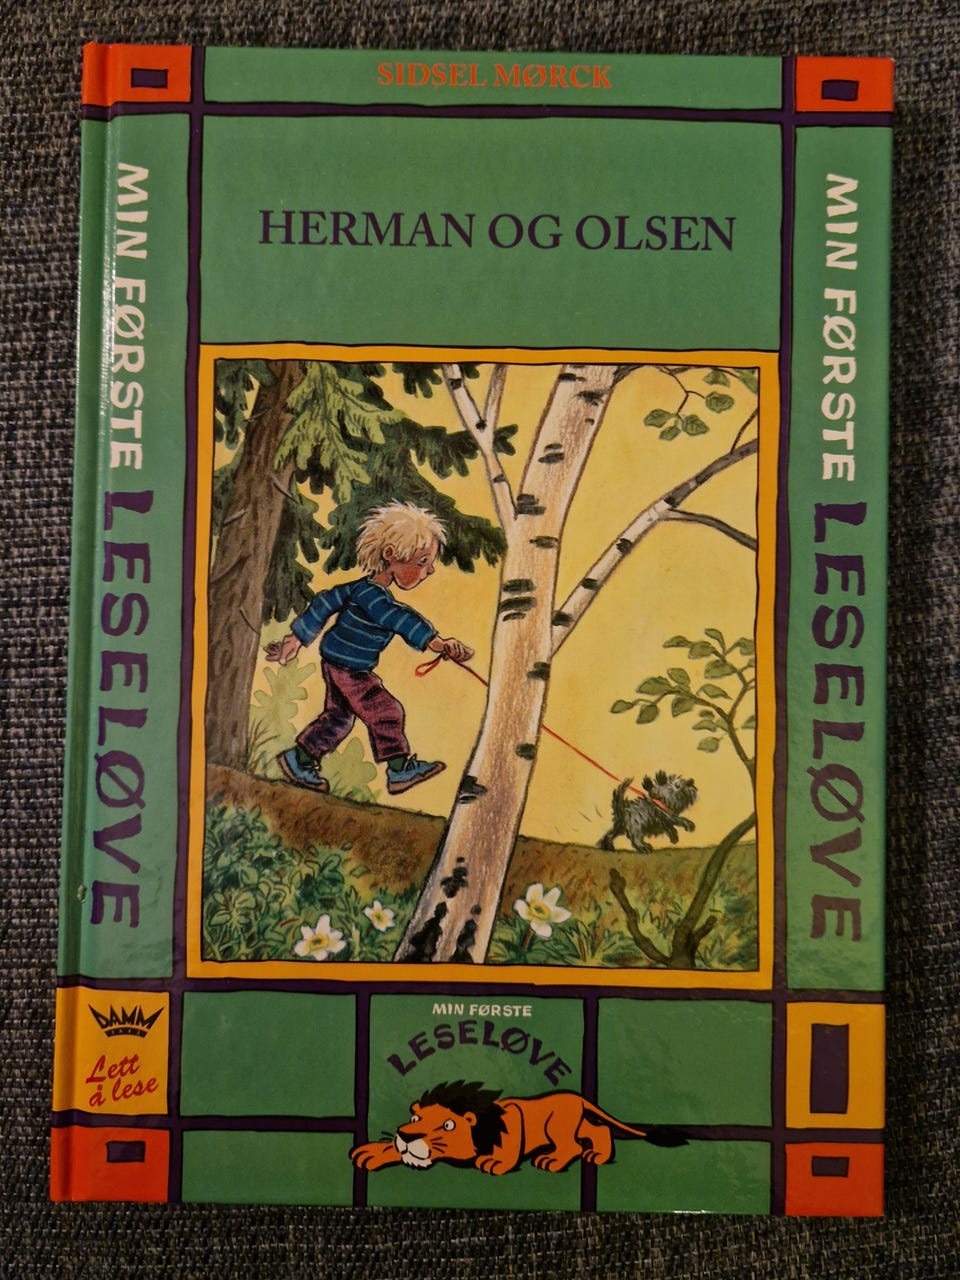 SIDSEL MØRCK
HERMAN OG OLSEN
MIN FØRSTE LESELØVE
MIN FØRSTE LESELØVE
DAMM
Lett
å lese
MIN FØRSTE
LESELØVE